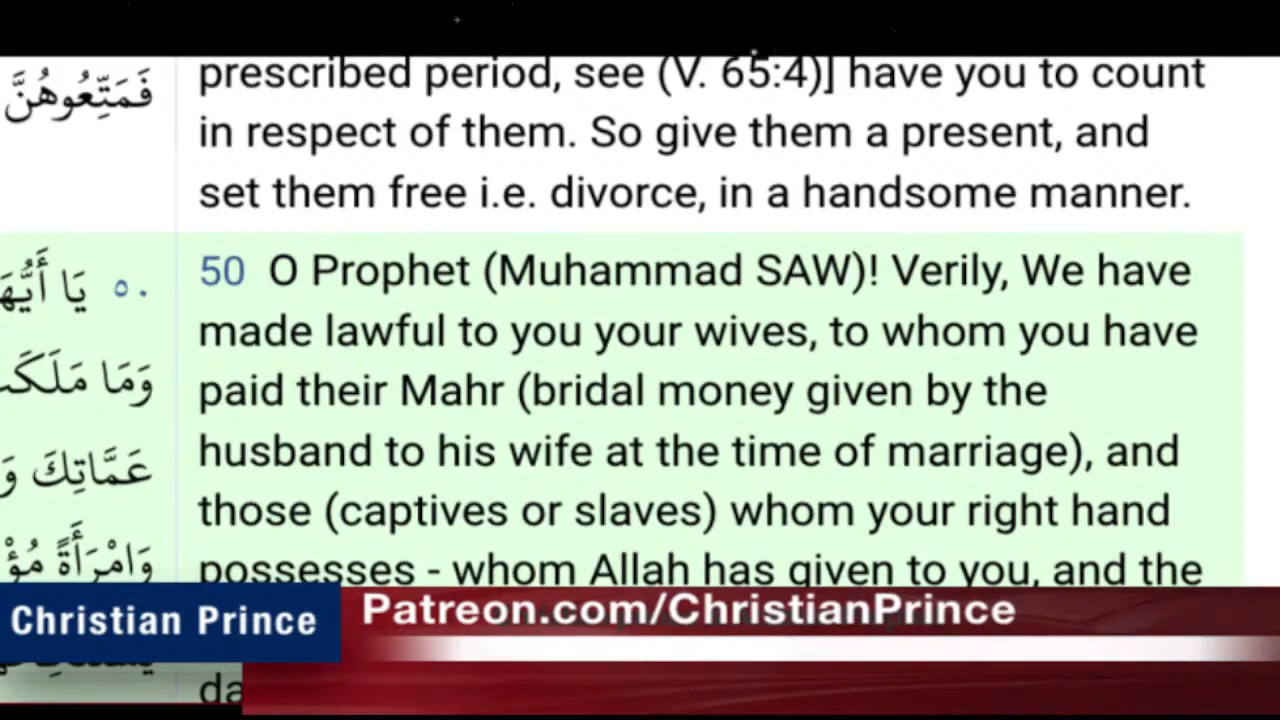 prescribed period, see (V. 65:4)] have you to count
فَمَتِّعُوهُنَّ
in respect of them. So give them a present, and
set them free i.e. divorce, in a handsome manner.
50 O Prophet (Muhammad SAW)! Verily, We have
٥٠ يَا أَيُّهَا
made lawful to you your wives, to whom you have
paid their Mahr (bridal money given by the
وَمَا مَلَكَتْ
husband to his wife at the time of marriage), and
عَمَّاتِكَ وَ
those (captives or slaves) whom your right hand
possesses - whom Allah has given to you, and the
وَامْرَأَةً
Christian Prince
Patreon.com/ChristianPrince
da